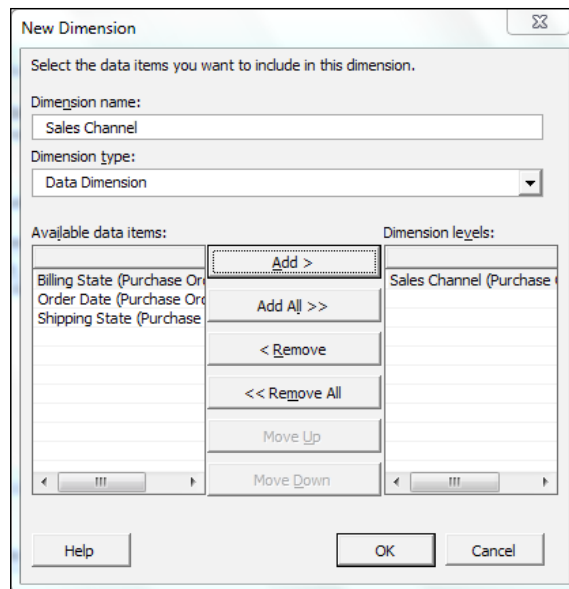 New Dimension
Select the data items you want to include in this dimension.
Dimension name:
Sales Channel
Dimension type:
Data Dimension
Available data items:
Billing State (Purchase Or
Order Date (Purchase Ord
Shipping State (Purchase
Add >
Add All >>
< Remove
<< Remove All
Move Up
Move Down
Dimension levels:
Sales Channel (Purchase
Help
OK
Cancel